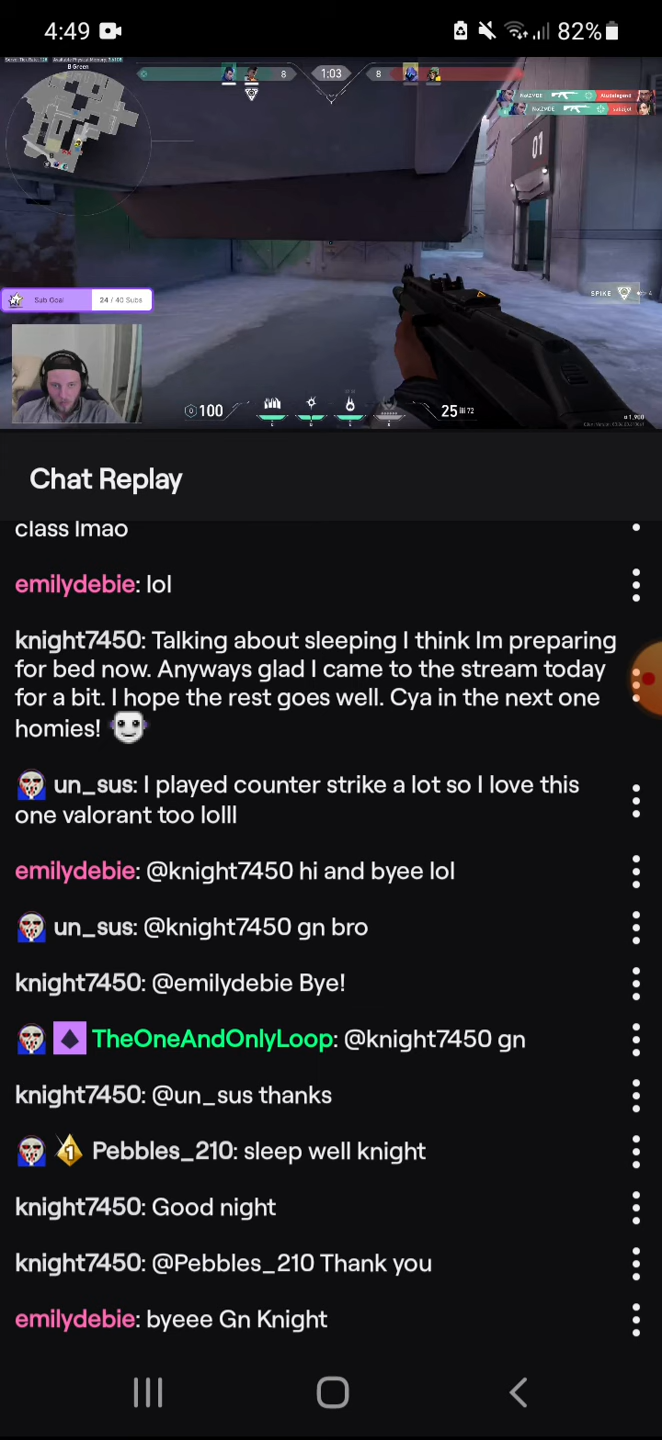 4:49
82%
B Green
8
1:03
8
01
Sub Goal
24 / 40 Subs
SPIKE
100
25
72
1,900
Chat Replay
class lmao
emilydebie: lol
knight7450: Talking about sleeping I think Im preparing
for bed now. Anyways glad I came to the stream today
for a bit. I hope the rest goes well. Cya in the next one
homies!
un_sus: I played counter strike a lot so I love this
one valorant too lolll
emilydebie: @knight7450 hi and byee lol
un_sus: @knight7450 gn bro
knight7450: @emilydebie Bye!
TheOneAndOnlyLoop: @knight7450 gn
knight7450: @un_sus thanks
1 Pebbles_210: sleep well knight
knight7450: Good night
knight7450: @Pebbles_210 Thank you
emilydebie: byeee Gn Knight